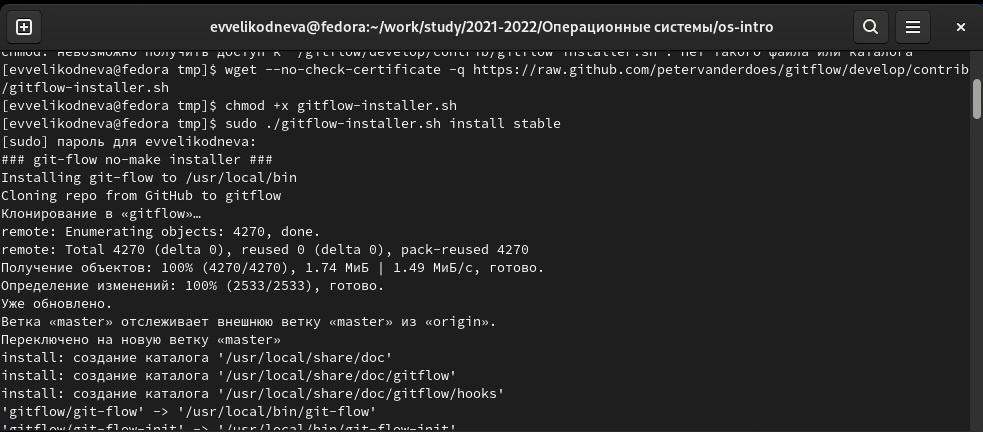 evvelikodneva@fedora:~/work/study/2021-2022/Операционные системы/os-intro
chmod: невозможно получить доступ к '/gitflow/develop/contrib/gitflow-installer.sh': Нет такого файла или каталога
[evvelikodneva@fedora tmp]$ wget --no-check-certificate -q https://raw.github.com/petervanderdoes/gitflow/develop/contrib
/gitflow-installer.sh
[evvelikodneva@fedora tmp]$ chmod +x gitflow-installer.sh
[evvelikodneva@fedora tmp]$ sudo ./gitflow-installer.sh install stable
[sudo] пароль для evvelikodneva:
### git-flow no-make installer ###
Installing git-flow to /usr/local/bin
Cloning repo from GitHub to gitflow
Клонирование в «gitflow»…
remote: Enumerating objects: 4270, done.
remote: Total 4270 (delta 0), reused 0 (delta 0), pack-reused 4270
Получение объектов: 100% (4270/4270), 1.74 МиБ | 1.49 МиБ/с, готово.
Определение изменений: 100% (2533/2533), готово.
Уже обновлено.
Ветка «master» отслеживает внешнюю ветку «master» из «origin».
Переключено на новую ветку «master»
install: создание каталога '/usr/local/share/doc'
install: создание каталога '/usr/local/share/doc/gitflow'
install: создание каталога '/usr/local/share/doc/gitflow/hooks'
'gitflow/git-flow' -> '/usr/local/bin/git-flow'
'gitflow/git-flow-init' -> '/usr/local/bin/git-flow-init'